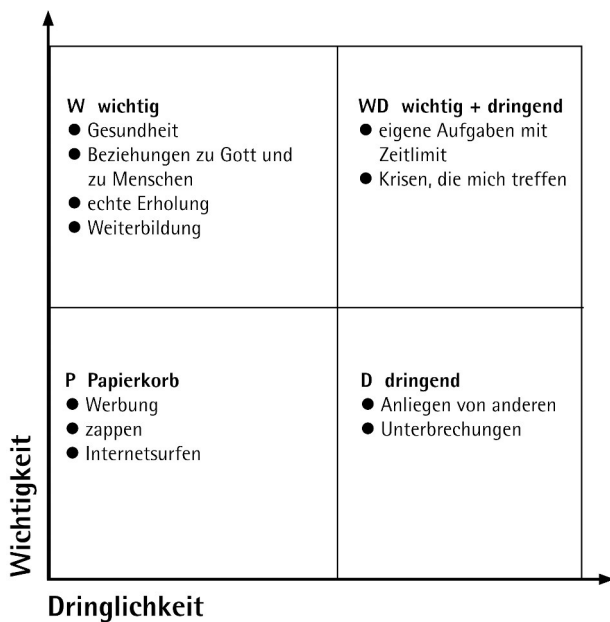 W wichtig
● Gesundheit
● Beziehungen zu Gott und
zu Menschen
● echte Erholung
● Weiterbildung
WD wichtig + dringend
● eigene Aufgaben mit
Zeitlimit
● Krisen, die mich treffen
P Papierkorb
● Werbung
● zappen
● Internetsurfen
D dringend
● Anliegen von anderen
● Unterbrechungen
Wichtigkeit
Dringlichkeit